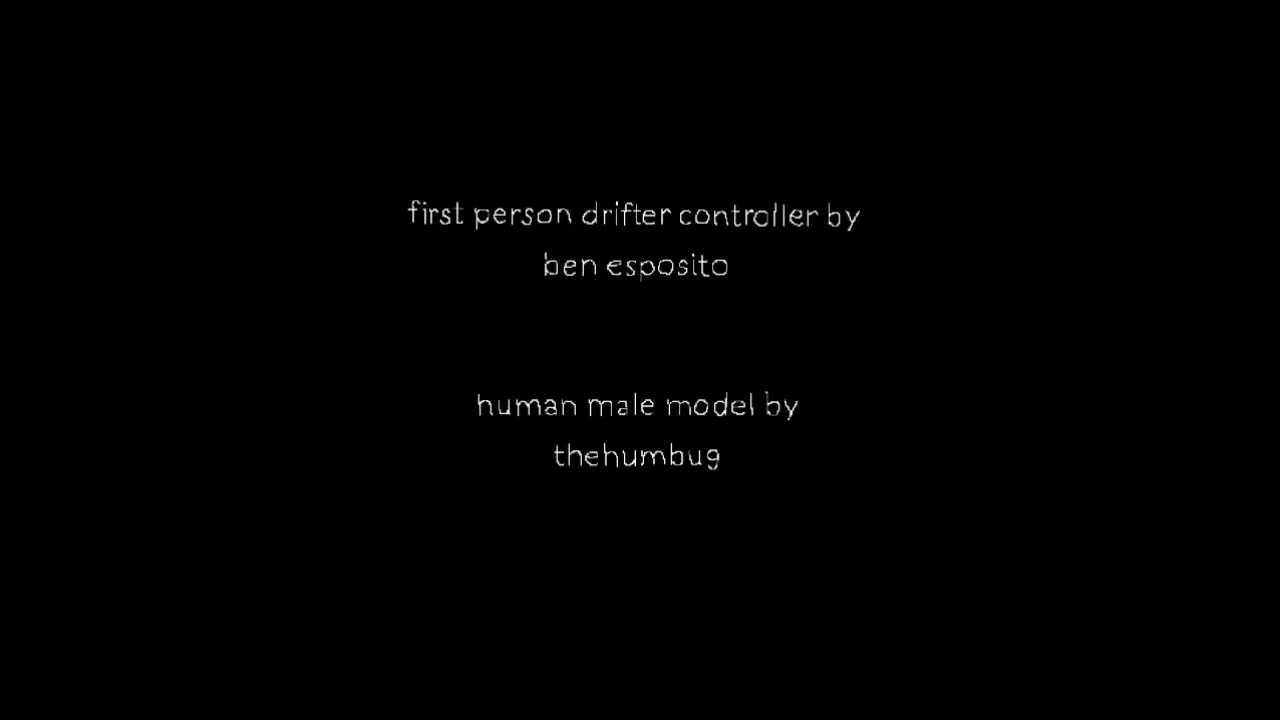 first person drifter controller by
ben esposito
human male model by
thehumbug